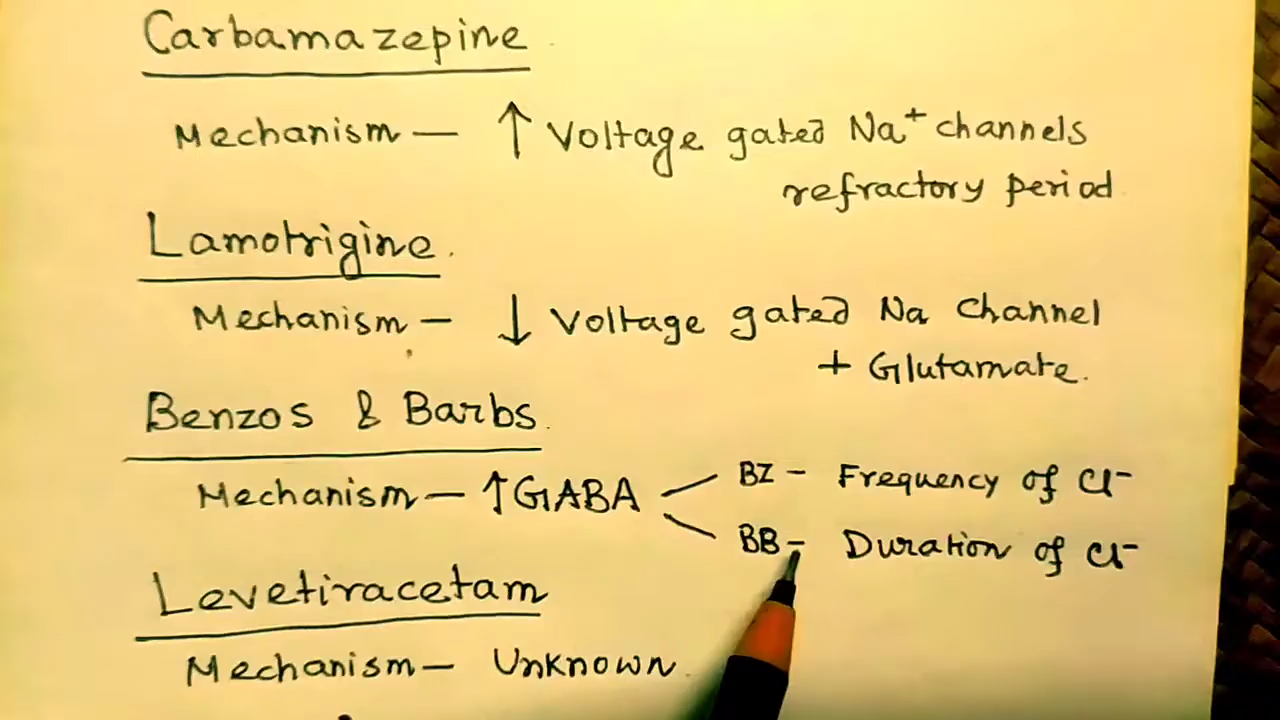 Carbamazepine
Mechanism — ↑ Voltage gated Na⁺ channels
refractory period
Lamotrigine.
Mechanism – ↓ Voltage gated Na Channel
+ Glutamate.
Benzos & Barbs.
Mechanism — ↑GABA
BZ – Frequency of Cl⁻
BB – Duration of Cl⁻
Levetiracetam
Mechanism — Unknown.